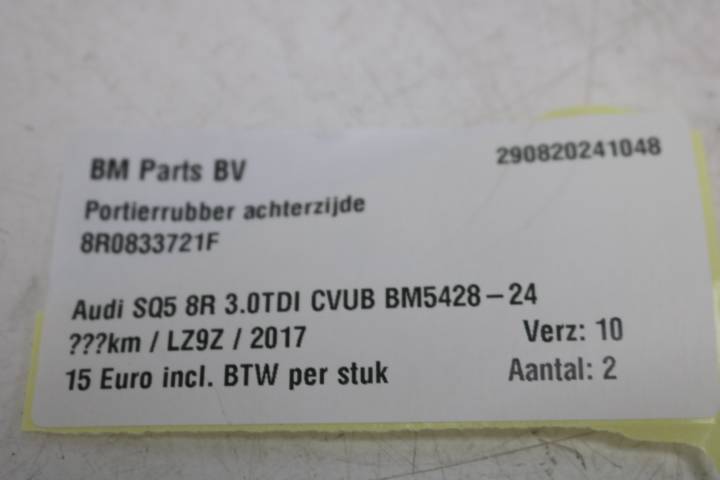 BM Parts BV 290820241048
Portierrubber achterzijde
8R0833721F
Audi SQ5 8R 3.0TDI CVUB BM5428-24
???km / LZ9Z / 2017 Verz: 10
15 Euro incl. BTW per stuk Aantal: 2